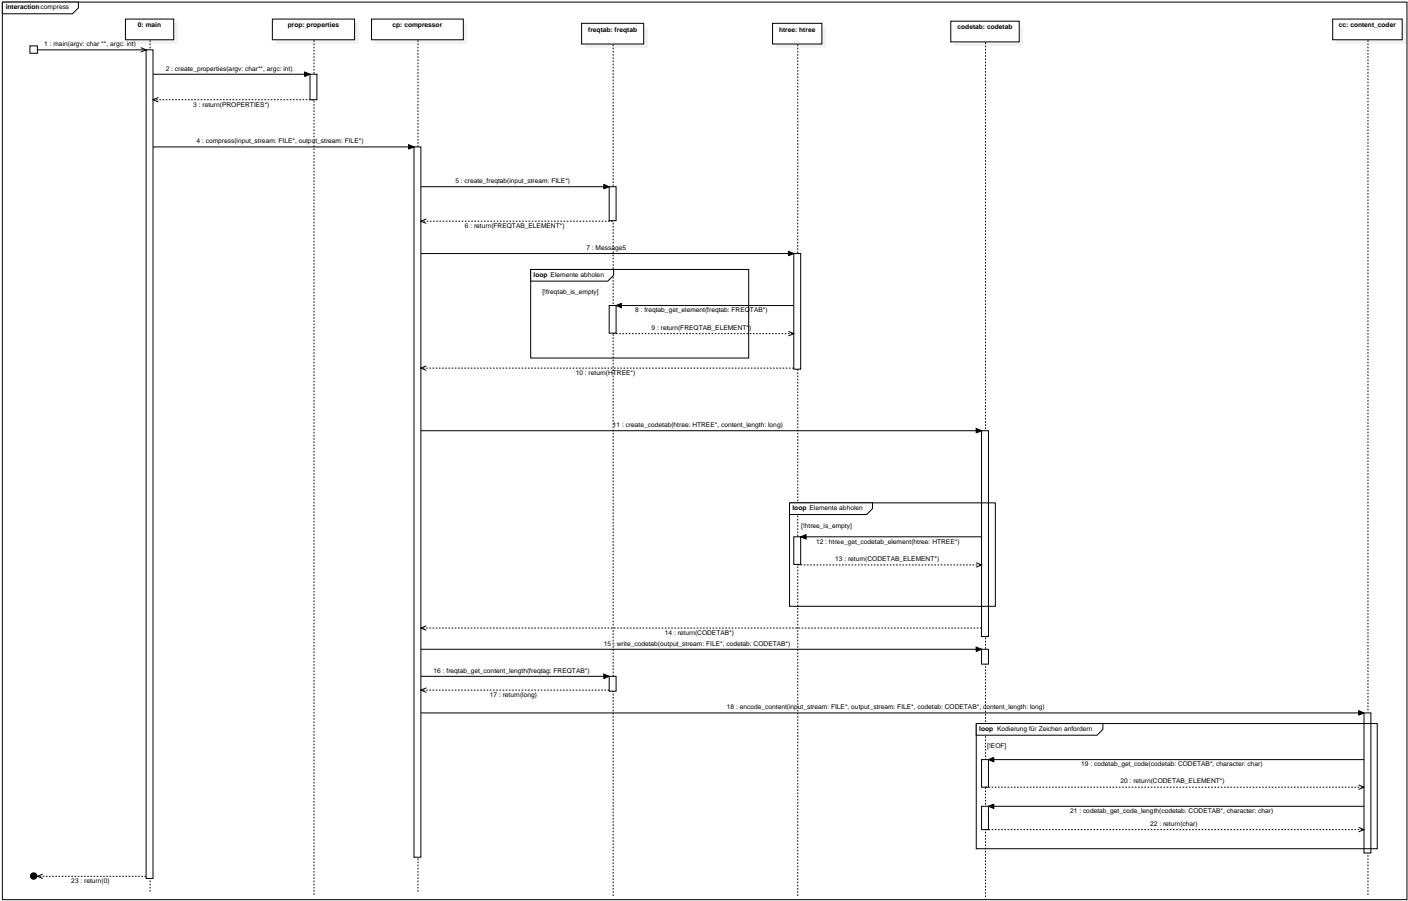 interaction compress
0: main
prop: properties
cp: compressor
freqtab: freqtab
htree: htree
codetab: codetab
cc: content_coder
1 : main(argv: char **, argc: int)
2 : create_properties(argv: char**, argc: int)
3 : return(PROPERTIES*)
4 : compress(input_stream: FILE*, output_stream: FILE*)
5 : create_freqtab(input_stream: FILE*)
6 : return(FREQTAB_ELEMENT*)
7 : Message5
loop Elemente abholen
[!freqtab_is_empty]
8 : freqtab_get_element(freqtab: FREQTAB*)
9 : return(FREQTAB_ELEMENT*)
10 : return(HTREE*)
11 : create_codetab(htree: HTREE*, content_length: long)
loop Elemente abholen
[!htree_is_empty]
12 : htree_get_codetab_element(htree: HTREE*)
13 : return(CODETAB_ELEMENT*)
14 : return(CODETAB*)
15 : write_codetab(output_stream: FILE*, codetab: CODETAB*)
16 : freqtab_get_content_length(freqtag: FREQTAB*)
17 : return(long)
18 : encode_content(input_stream: FILE*, output_stream: FILE*, codetab: CODETAB*, content_length: long)
loop Kodierung für Zeichen anfordern
[!EOF]
19 : codetab_get_code(codetab: CODETAB*, character: char)
20 : return(CODETAB_ELEMENT*)
21 : codetab_get_code_length(codetab: CODETAB*, character: char)
22 : return(char)
23 : return(0)